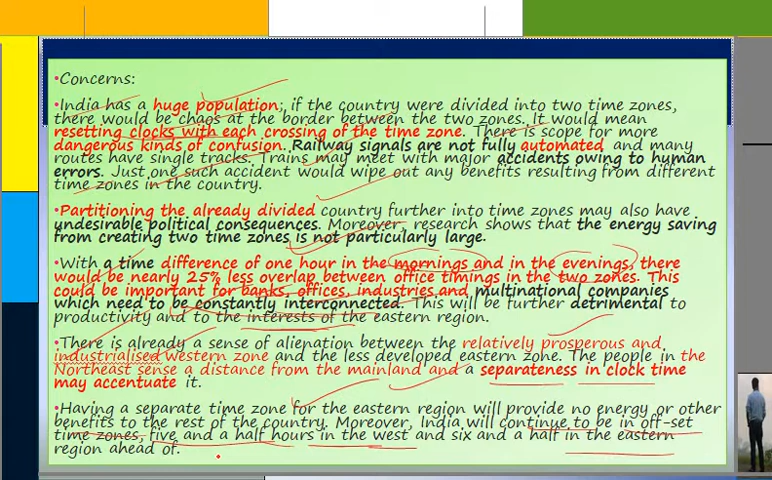 •Concerns:
•India has a huge population; if the country were divided into two time zones,
there would be chaos at the border between the two zones. It would mean
resetting clocks with each crossing of the time zone. There is scope for more
dangerous kinds of confusion. Railway signals are not fully automated and many
routes have single tracks. Trains may meet with major accidents owing to human
errors. Just one such accident would wipe out any benefits resulting from different
time zones in the country.
•Partitioning the already divided country further into time zones may also have
undesirable political consequences. Moreover, research shows that the energy saving
from creating two time zones is not particularly large.
•With a time difference of one hour in the mornings and in the evenings, there
would be nearly 25% less overlap between office timings in the two zones. This
could be important for banks, offices, industries and multinational companies
which need to be constantly interconnected. This will be further detrimental to
productivity and to the interests of the eastern region.
•There is already a sense of alienation between the relatively prosperous and
industrialised western zone and the less developed eastern zone. The people in the
Northeast sense a distance from the mainland and a separateness in clock time
may accentuate it.
•Having a separate time zone for the eastern region will provide no energy or other
benefits to the rest of the country. Moreover, India will continue to be in off-set
time zones, five and a half hours in the west and six and a half in the eastern
region ahead of.